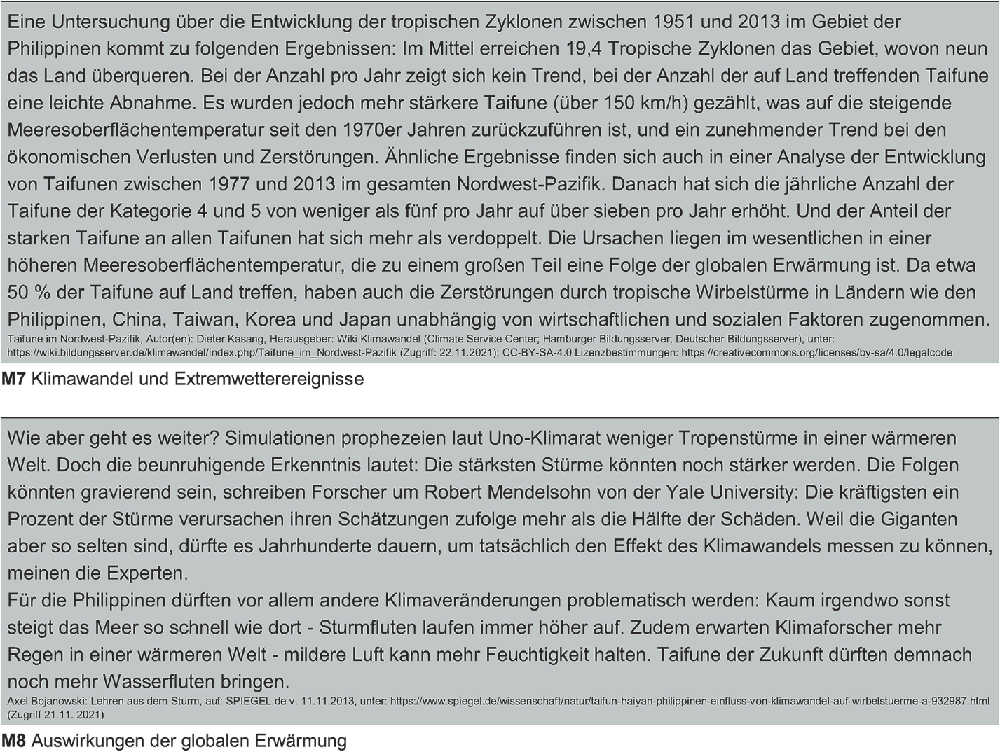 Eine Untersuchung über die Entwicklung der tropischen Zyklonen zwischen 1951 und 2013 im Gebiet der
Philippinen kommt zu folgenden Ergebnissen: Im Mittel erreichen 19,4 Tropische Zyklonen das Gebiet, wovon neun
das Land überqueren. Bei der Anzahl pro Jahr zeigt sich kein Trend, bei der Anzahl der auf Land treffenden Taifune
eine leichte Abnahme. Es wurden jedoch mehr stärkere Taifune (über 150 km/h) gezählt, was auf die steigende
Meeresoberflächentemperatur seit den 1970er Jahren zurückzuführen ist, und ein zunehmender Trend bei den
ökonomischen Verlusten und Zerstörungen. Ähnliche Ergebnisse finden sich auch in einer Analyse der Entwicklung
von Taifunen zwischen 1977 und 2013 im gesamten Nordwest-Pazifik. Danach hat sich die jährliche Anzahl der
Taifune der Kategorie 4 und 5 von weniger als fünf pro Jahr auf über sieben pro Jahr erhöht. Und der Anteil der
starken Taifune an allen Taifunen hat sich mehr als verdoppelt. Die Ursachen liegen im wesentlichen in einer
höheren Meeresoberflächentemperatur, die zu einem großen Teil eine Folge der globalen Erwärmung ist. Da etwa
50 % der Taifune auf Land treffen, haben auch die Zerstörungen durch tropische Wirbelstürme in Ländern wie den
Philippinen, China, Taiwan, Korea und Japan unabhängig von wirtschaftlichen und sozialen Faktoren zugenommen.
Taifune im Nordwest-Pazifik, Autor(en): Dieter Kasang, Herausgeber: Wiki Klimawandel (Climate Service Center; Hamburger Bildungsserver; Deutscher Bildungsserver), unter:
https://wiki.bildungsserver.de/klimawandel/index.php/Taifune_im_Nordwest-Pazifik (Zugriff: 22.11.2021); CC-BY-SA-4.0 Lizenzbestimmungen: https://creativecommons.org/licenses/by-sa/4.0/legalcode
M7 Klimawandel und Extremwetterereignisse
Wie aber geht es weiter? Simulationen prophezeien laut Uno-Klimarat weniger Tropenstürme in einer wärmeren
Welt. Doch die beunruhigende Erkenntnis lautet: Die stärksten Stürme könnten noch stärker werden. Die Folgen
könnten gravierend sein, schreiben Forscher um Robert Mendelsohn von der Yale University: Die kräftigsten ein
Prozent der Stürme verursachen ihren Schätzungen zufolge mehr als die Hälfte der Schäden. Weil die Giganten
aber so selten sind, dürfte es Jahrhunderte dauern, um tatsächlich den Effekt des Klimawandels messen zu können,
meinen die Experten.
Für die Philippinen dürften vor allem andere Klimaveränderungen problematisch werden: Kaum irgendwo sonst
steigt das Meer so schnell wie dort - Sturmfluten laufen immer höher auf. Zudem erwarten Klimaforscher mehr
Regen in einer wärmeren Welt - mildere Luft kann mehr Feuchtigkeit halten. Taifune der Zukunft dürften demnach
noch mehr Wasserfluten bringen.
Axel Bojanowski: Lehren aus dem Sturm, auf: SPIEGEL.de v. 11.11.2013, unter: https://www.spiegel.de/wissenschaft/natur/taifun-haiyan-philippinen-einfluss-von-klimawandel-auf-wirbelstuerme-a-932987.html
(Zugriff 21.11. 2021)
M8 Auswirkungen der globalen Erwärmung